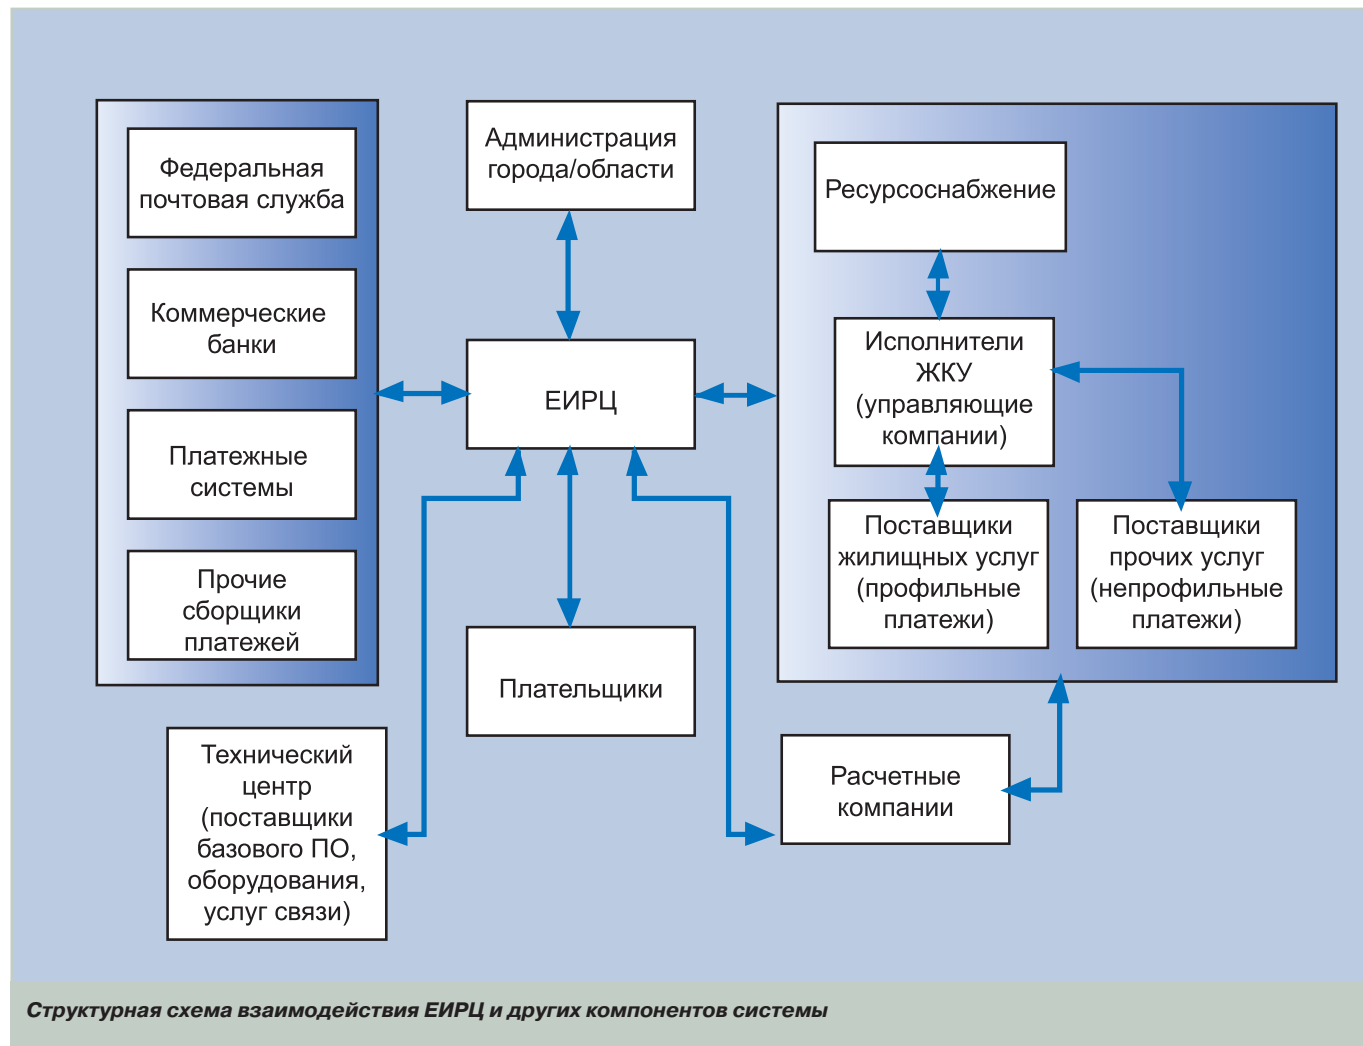 Федеральная
почтовая служба
Коммерческие
банки
Платежные
системы
Прочие
сборщики
платежей
Администрация
города/области
ЕИРЦ
Плательщики
Технический
центр
(поставщики
базового ПО,
оборудования,
услуг связи)
Ресурсоснабжение
Исполнители
ЖКУ
(управляющие
компании)
Поставщики
жилищных услуг
(профильные
платежи)
Поставщики
прочих услуг
(непрофильные
платежи)
Расчетные
компании
Структурная схема взаимодействия ЕИРЦ и других компонентов системы